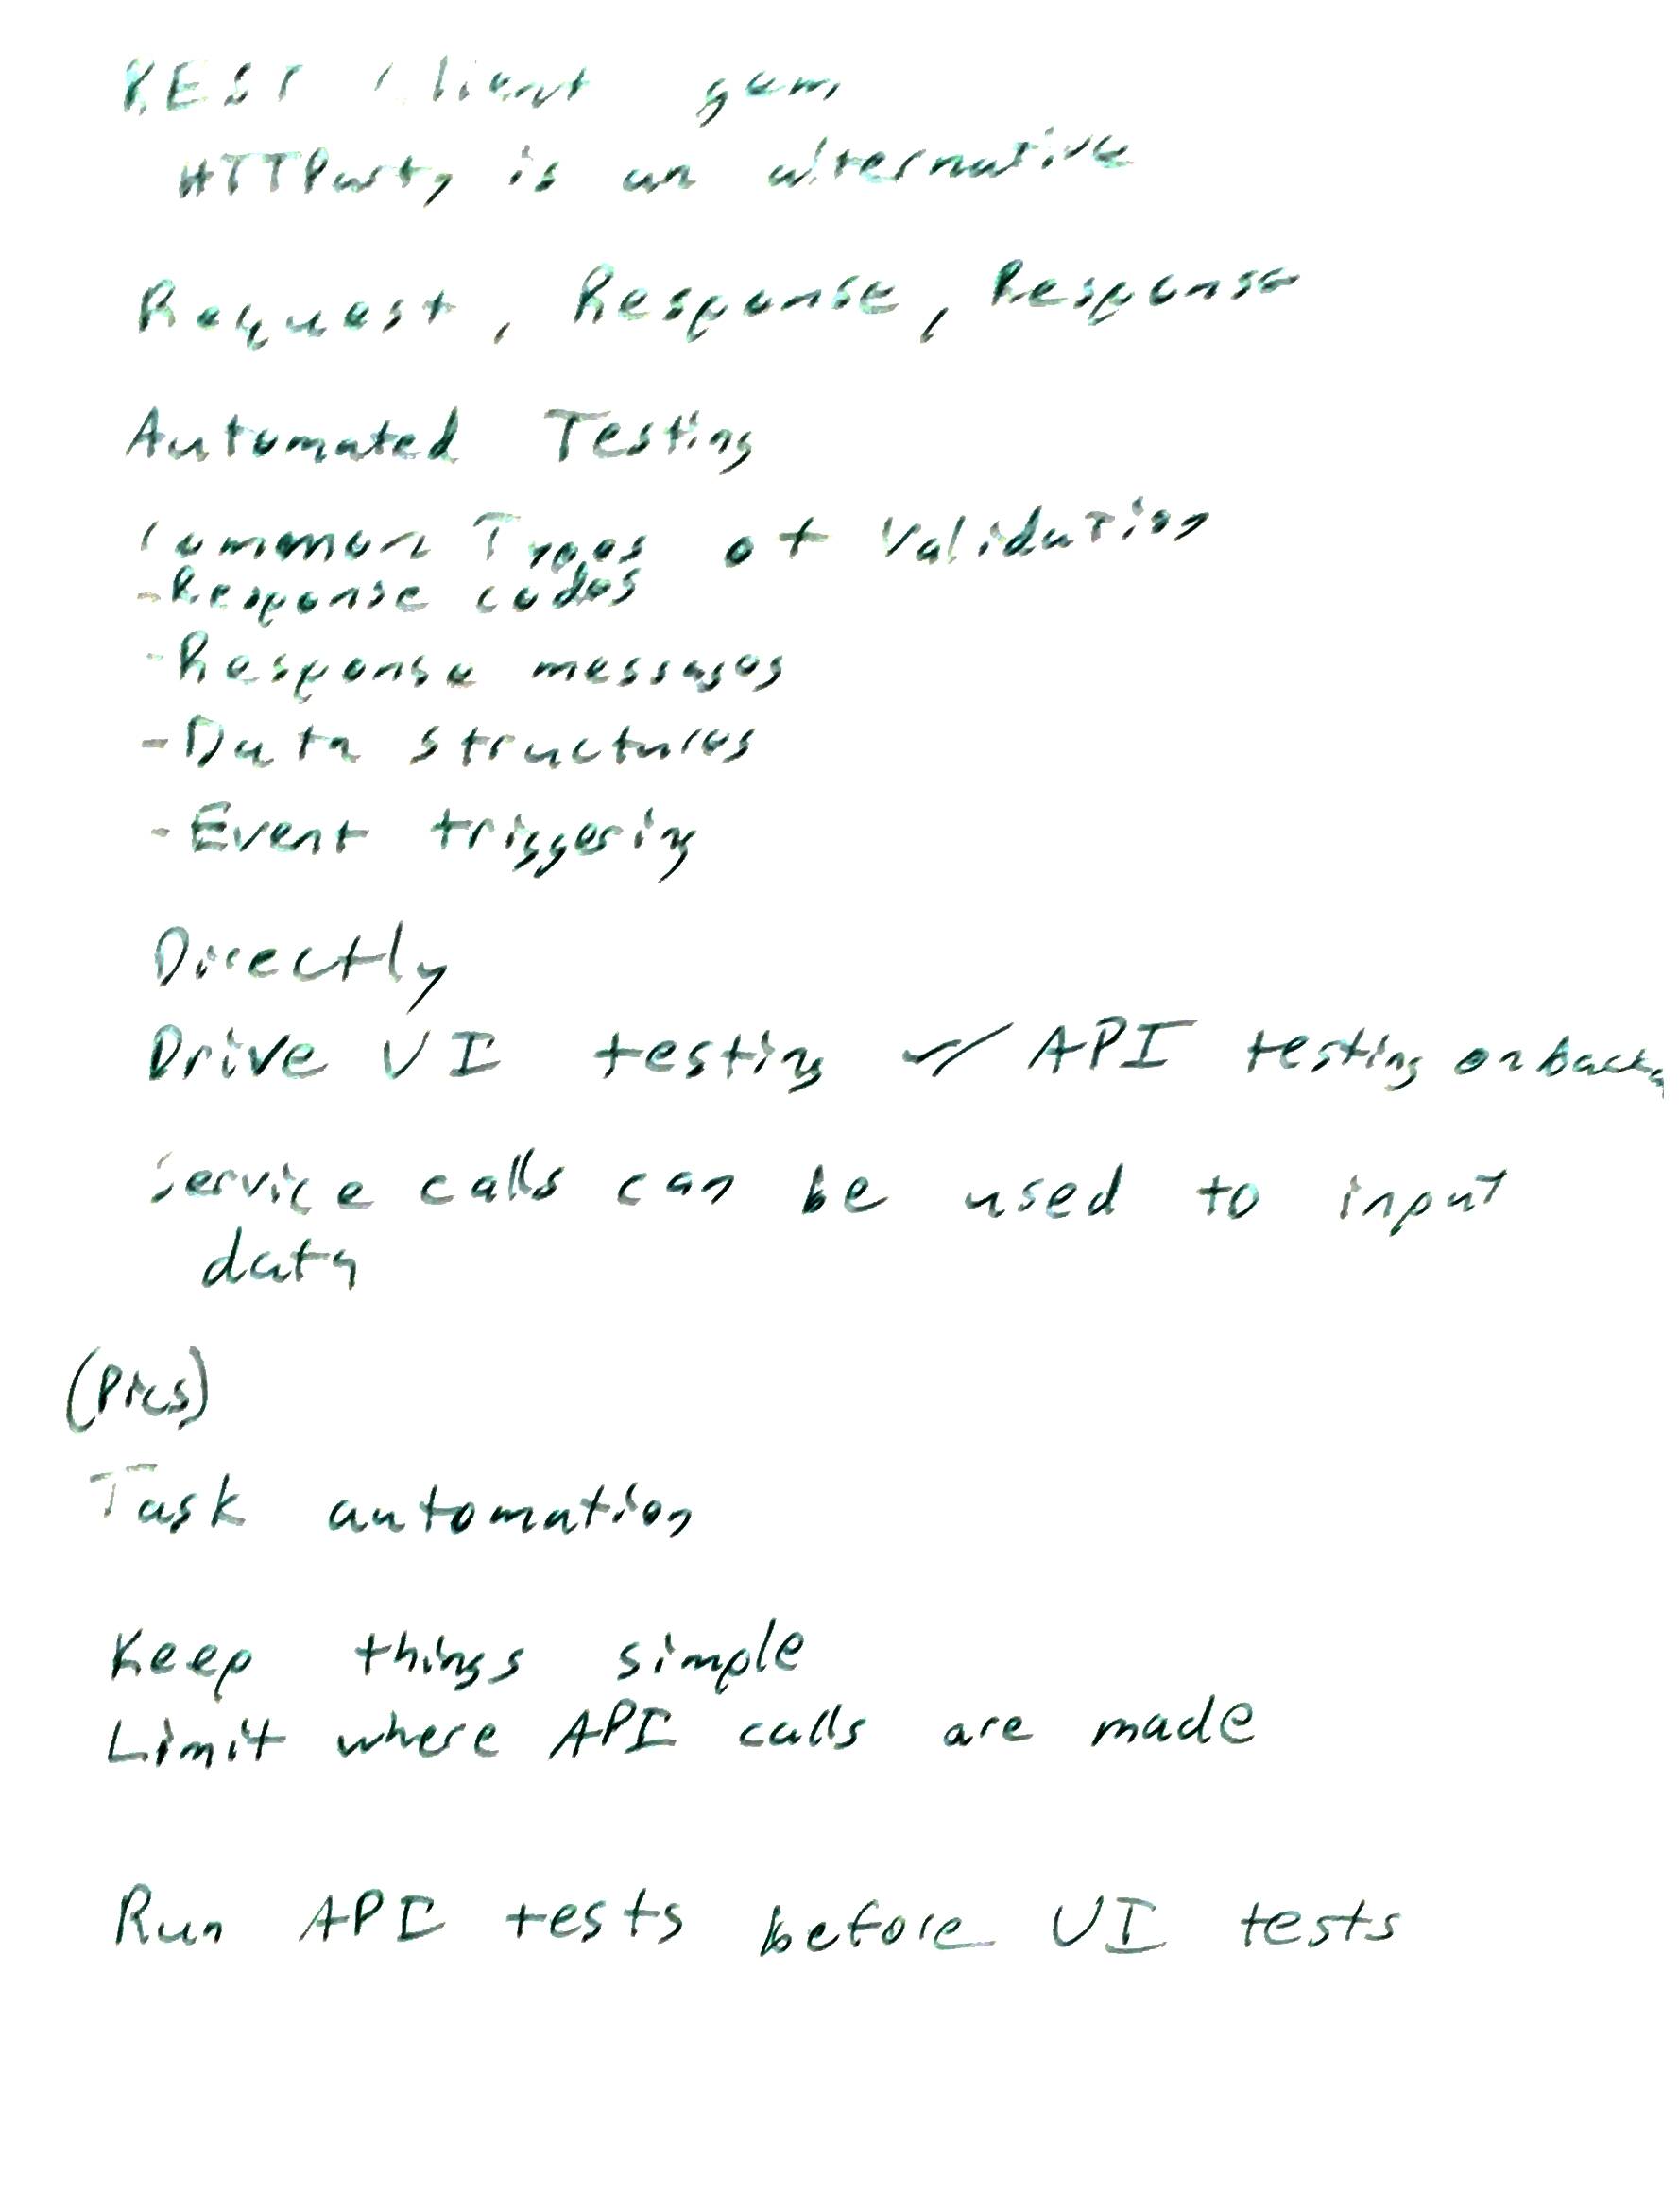 REST Client gem
HTTParty is an alternative
Request, Response, Response
Automated Testing
Common Types of Validation
-Response codes
-Response messages
-Data structures
-Event triggering
Directly
Drive UI testing w/ API testing on
Service calls can be used to input
data
(Pics)
Task automation
Keep things simple
Limit where API calls are made
Run API tests before UI tests